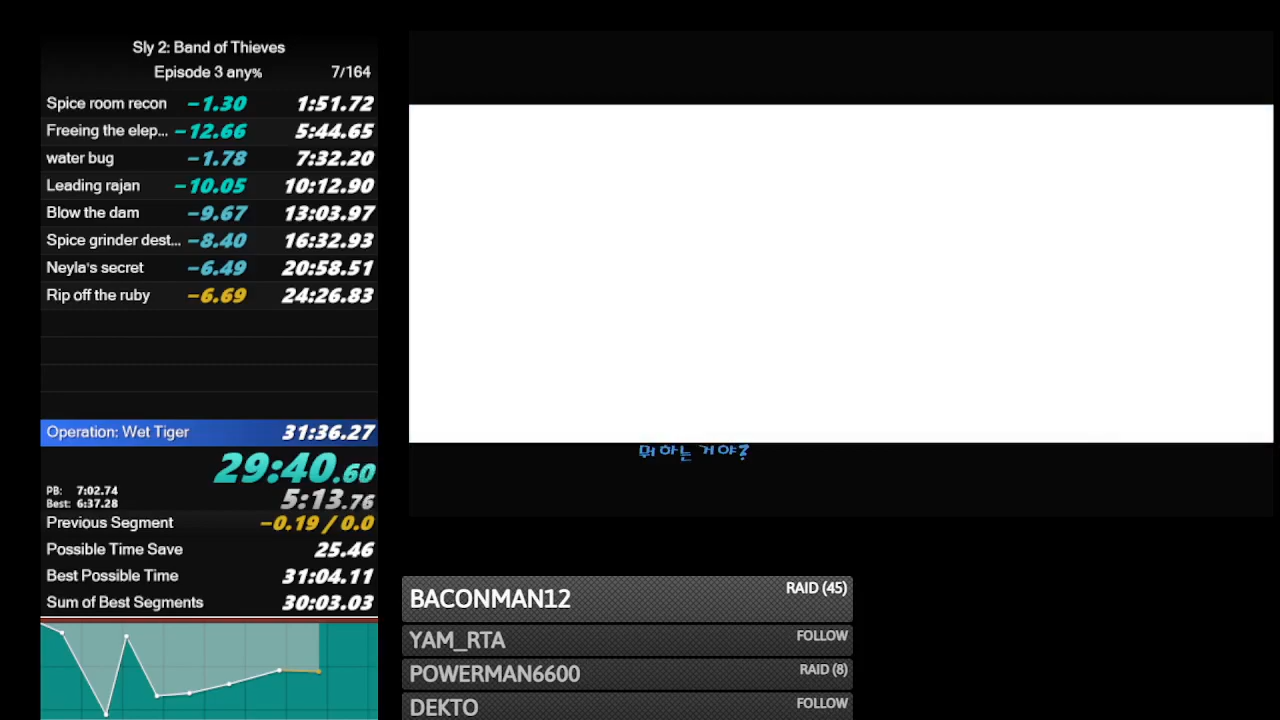 Sly 2: Band of Thieves
Episode 3 any% 7/164
Spice room recon -1.30 1:51.72
Freeing the elep... -12.66 5:44.65
water bug -1.78 7:32.20
Leading rajan -10.05 10:12.90
Blow the dam -9.67 13:03.97
Spice grinder dest... -8.40 16:32.93
Neyla's secret -6.49 20:58.51
Rip off the ruby -6.69 24:26.83
Operation: Wet Tiger 31:36.27
29:40.60
PB: 7:02.74
Best: 6:37.28
5:13.76
Previous Segment -0.19 / 0.0
Possible Time Save 25.46
Best Possible Time 31:04.11
Sum of Best Segments 30:03.03
뭐 하는 거야?
BACONMAN12 RAID (45)
YAM_RTA FOLLOW
POWERMAN6600 RAID (8)
DEKTO FOLLOW